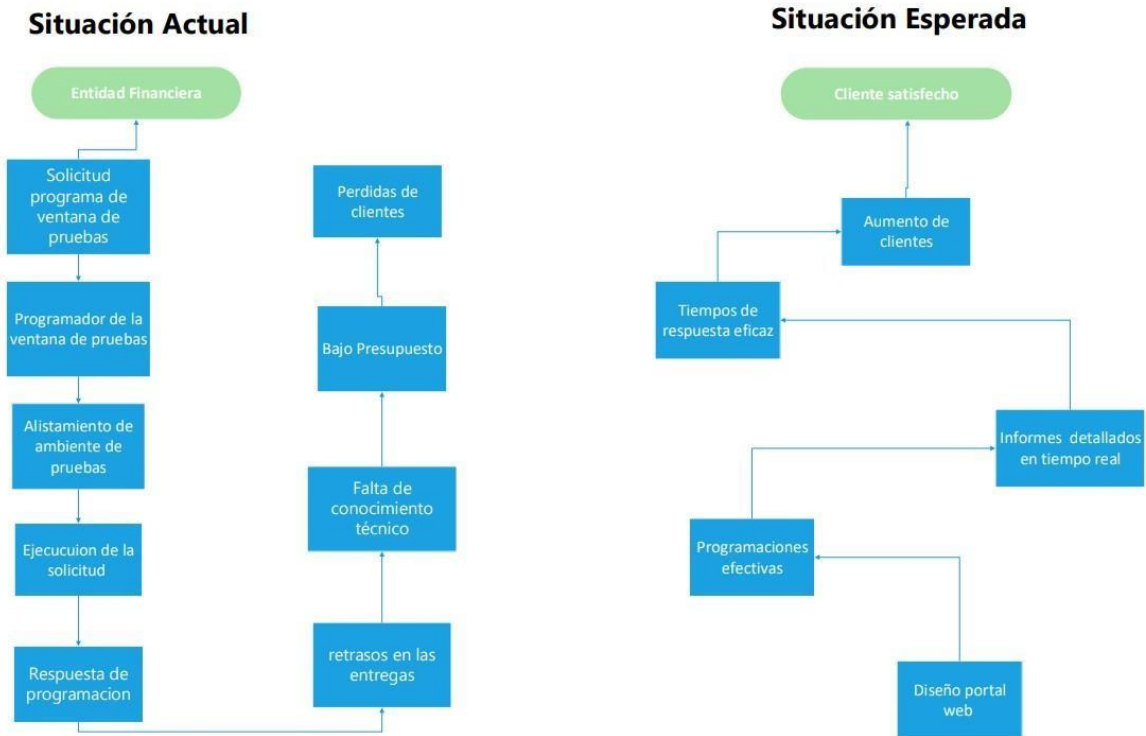 Situación Actual
Entidad Financiera
Solicitud
programa de
ventana de
pruebas
Programador de la
ventana de pruebas
Alistamiento de
ambiente de
pruebas
Ejecucuion de la
solicitud
Respuesta de
programacion
Perdidas de
clientes
Bajo Presupuesto
Falta de
conocimiento
técnico
retrasos en las
entregas
Situación Esperada
Cliente satisfecho
Aumento de
clientes
Tiempos de
respuesta eficaz
Informes detallados
en tiempo real
Programaciones
efectivas
Diseño portal
web